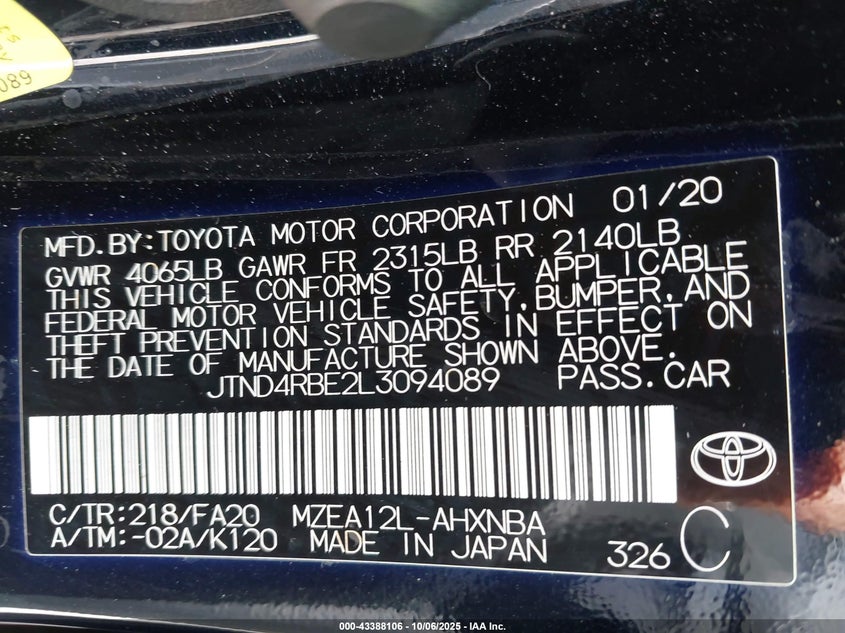 089
MFD.BY:TOYOTA MOTOR CORPORATION 01/20
GVWR 4065LB GAWR FR 2315LB RR 2140LB
THIS VEHICLE CONFORMS TO ALL APPLICABLE
FEDERAL MOTOR VEHICLE SAFETY,BUMPER,AND
THEFT PREVENTION STANDARDS IN EFFECT ON
THE DATE OF MANUFACTURE SHOWN ABOVE.
JTND4RBE2L3094089 PASS.CAR
C/TR:218/FA20 MZEA12L-AHXNBA
A/TM:-02A/K120 MADE IN JAPAN 326 C
000-43388106 - 10/06/2025 - IAA Inc.